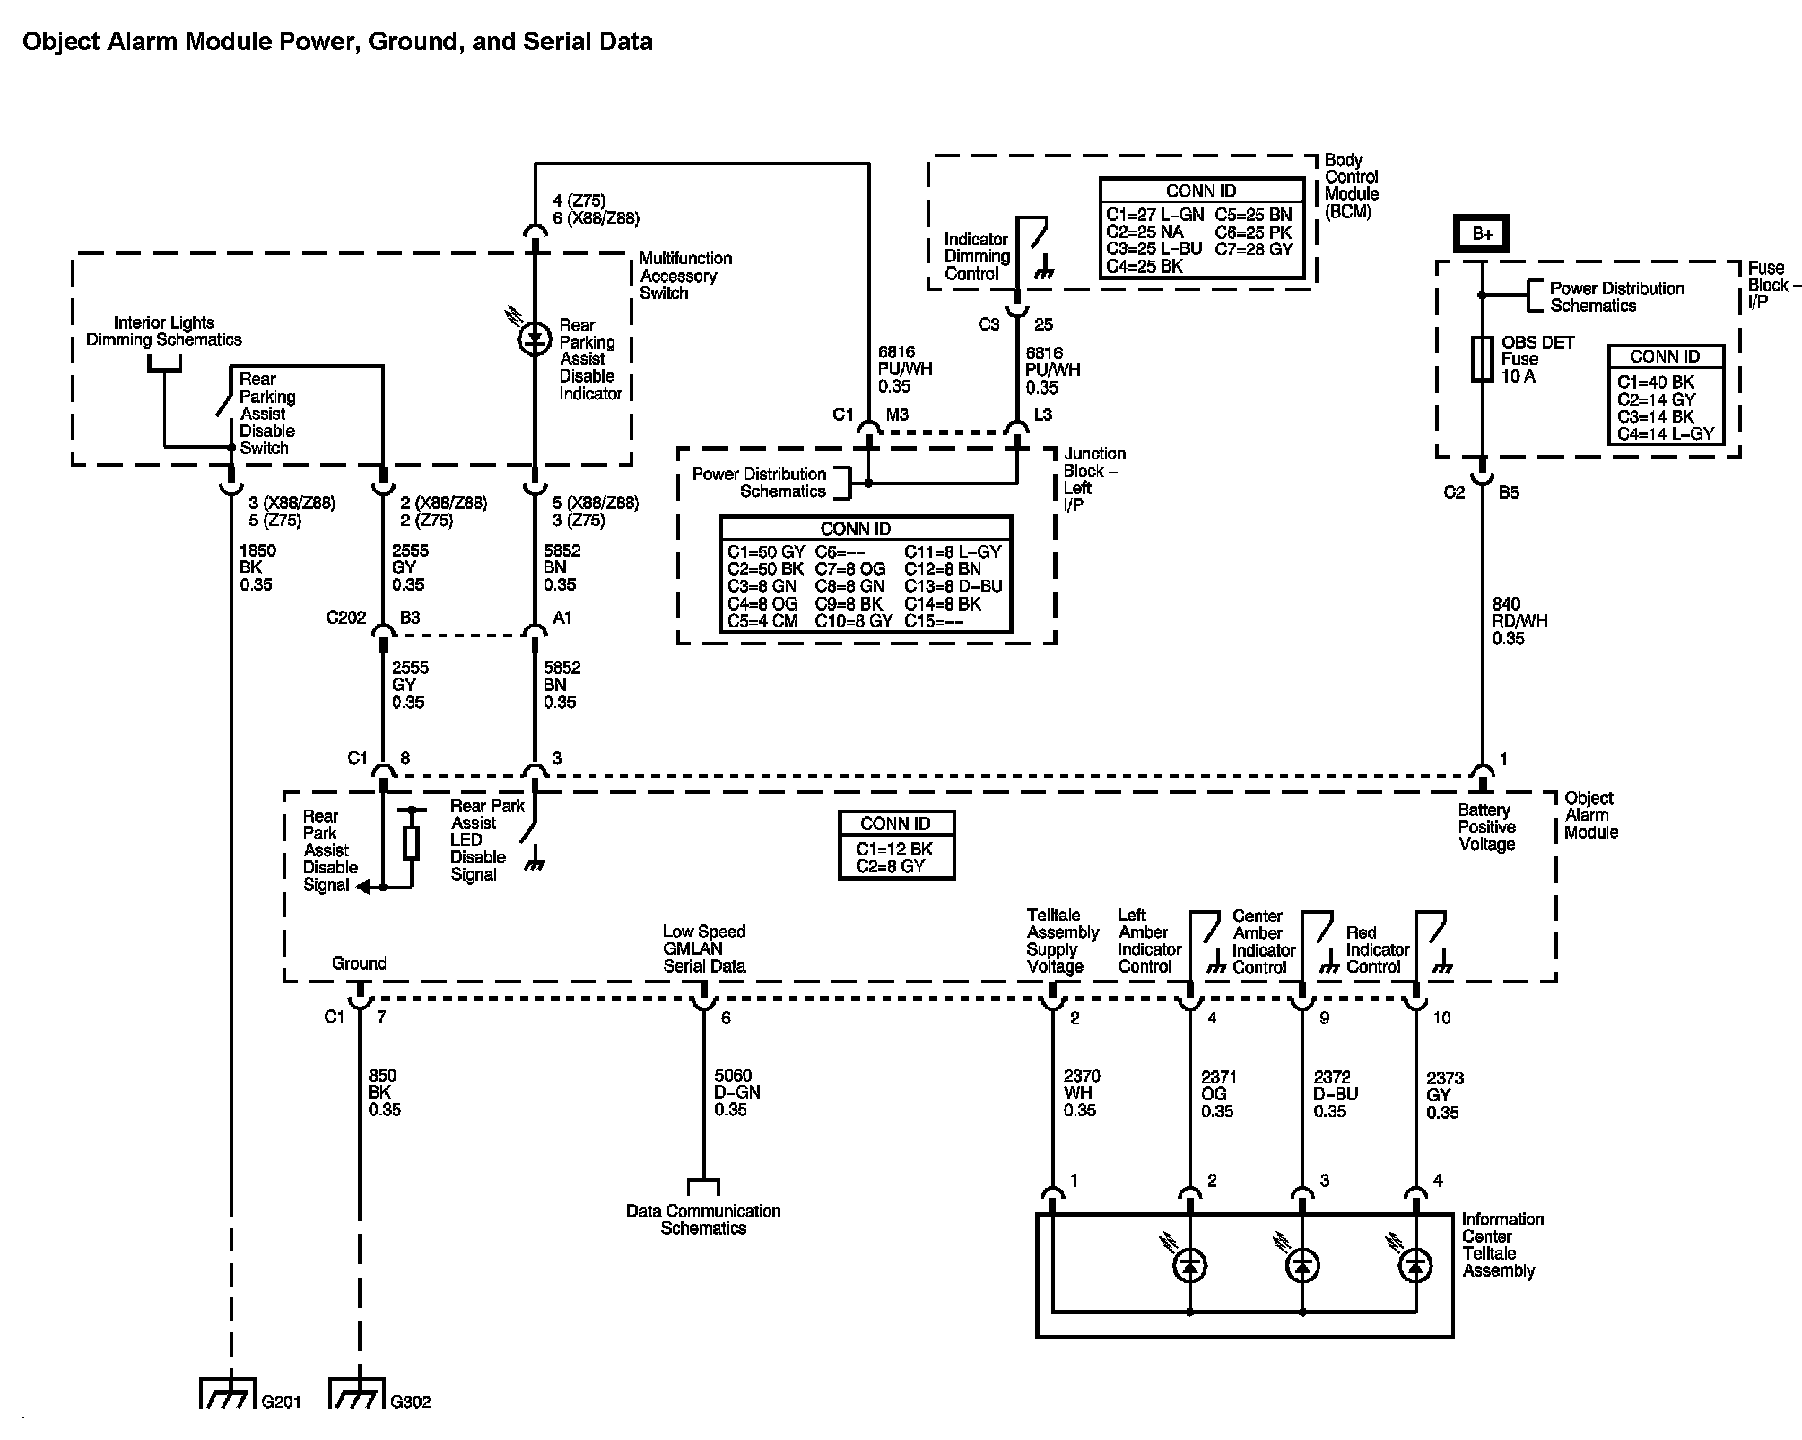 Object Alarm Module Power, Ground, and Serial Data
4 (Z75)
6 (X88/Z88)
Multifunction
Accessory
Switch
Interior Lights
Dimming Schematics
Rear
Parking
Assist
Disable
Switch
Rear
Parking
Assist
Disable
Indicator
Body
Control
Module
(BCM)
CONN ID
C1=27 L-GN C5=25 BN
C2=25 NA C6=25 PK
C3=25 L-BU C7=28 GY
C4=25 BK
Indicator
Dimming
Control
C3 25
6816
PU/WH
0.35
6816
PU/WH
0.35
C1 M3
L3
B+
Fuse
Block –
I/P
Power Distribution
Schematics
OBS DET
Fuse
10 A
CONN ID
C1=40 BK
C2=14 GY
C3=14 BK
C4=14 L-GY
C2 B5
Junction
Block –
Left
I/P
Power Distribution
Schematics
CONN ID
C1=50 GY C6=-- C11=8 L-GY
C2=50 BK C7=8 OG C12=8 BN
C3=8 GN C8=8 GN C13=8 D-BU
C4=8 OG C9=8 BK C14=8 BK
C5=4 CM C10=8 GY C15=--
3 (X88/Z88)
5 (Z75)
2 (X88/Z88)
2 (Z75)
5 (X88/Z88)
3 (Z75)
1850
BK
0.35
2555
GY
0.35
5852
BN
0.35
C202 B3
A1
2555
GY
0.35
5852
BN
0.35
840
RD/WH
0.35
C1 8
3
1
Rear
Park
Assist
Disable
Signal
Rear Park
Assist
LED
Disable
Signal
CONN ID
C1=12 BK
C2=8 GY
Battery
Positive
Voltage
Object
Alarm
Module
Ground
Low Speed
GMLAN
Serial Data
Telltale
Assembly
Supply
Voltage
Left
Amber
Indicator
Control
Center
Amber
Indicator
Control
Red
Indicator
Control
C1 7
6
2
4
9
10
850
BK
0.35
5060
D-GN
0.35
2370
WH
0.35
2371
OG
0.35
2372
D-BU
0.35
2373
GY
0.35
Data Communication
Schematics
1
2
3
4
Information
Center
Telltale
Assembly
G201
G302